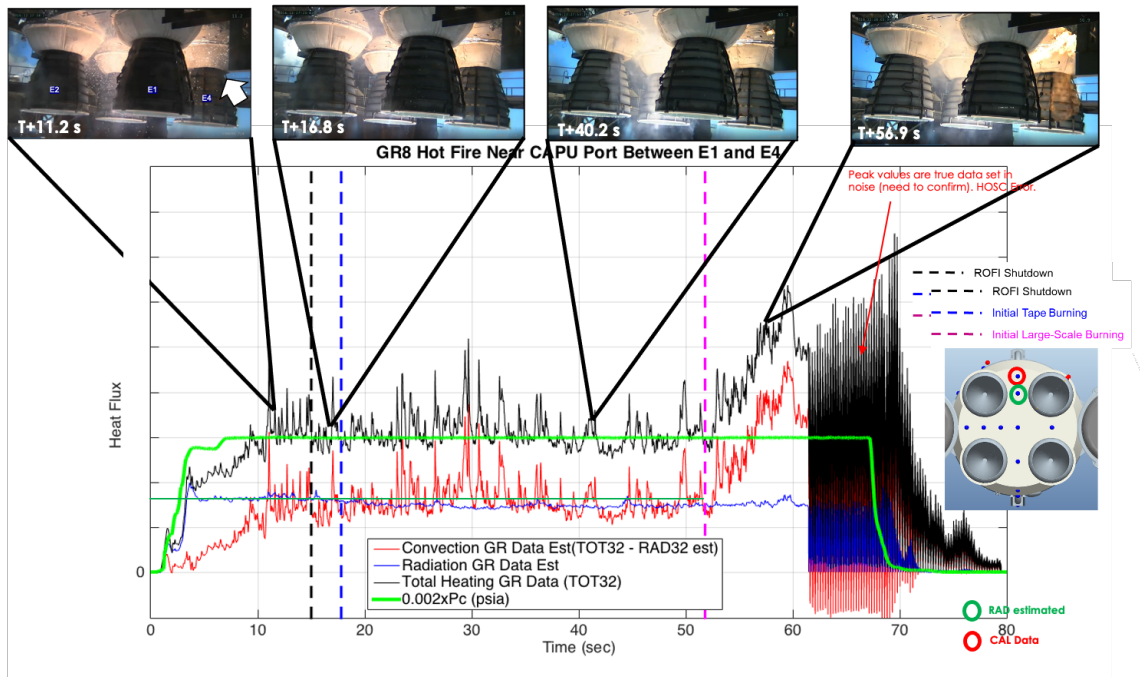 E2
E1
E4
T+11.2 s
T+16.8 s
T+40.2 s
T+56.9 s
GR8 Hot Fire Near CAPU Port Between E1 and E4
Peak values are true data set in
noise (need to confirm). HOSC Error.
ROFI Shutdown
ROFI Shutdown
Initial Tape Burning
Initial Large-Scale Burning
Heat Flux
0
Convection GR Data Est(TOT32 - RAD32 est)
Radiation GR Data Est
Total Heating GR Data (TOT32)
0.002xPc (psia)
RAD estimated
CAL Data
0 10 20 30 40 50 60 70 80
Time (sec)